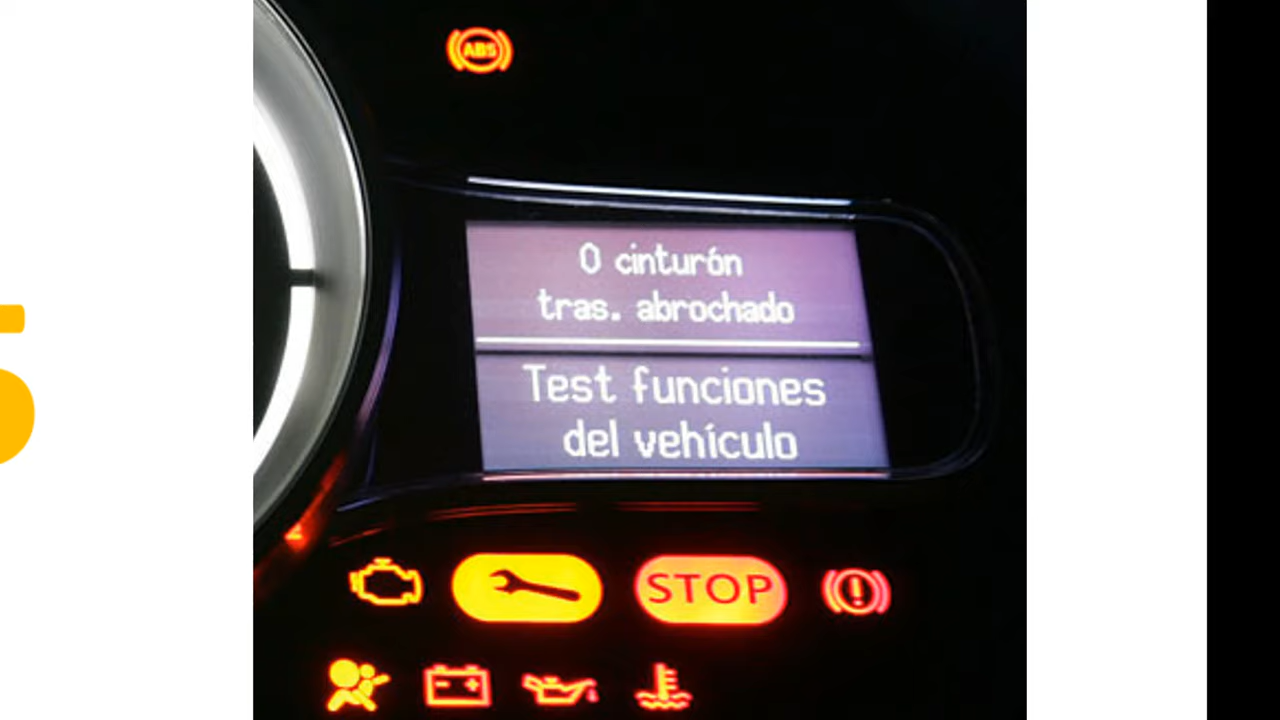 ABS
0 cinturón
tras. abrochado
Test funciones
del vehículo
STOP